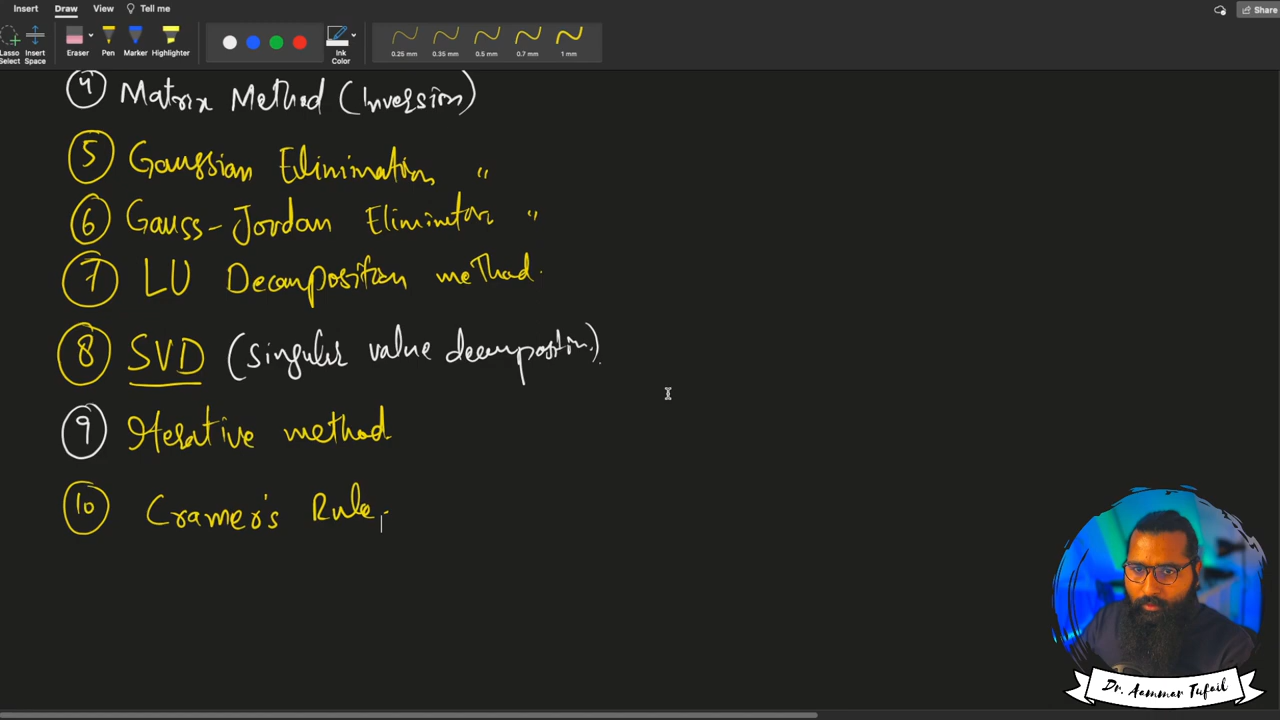 Insert Draw View Tell me Share
Lasso Select Insert Space Eraser Pen Marker Highlighter Ink Color 0.25 mm 0.35 mm 0.5 mm 0.7 mm 1 mm
4 Matrix Method (Inversion)
5 Gaussian Elimination "
6 Gauss-Jordan Elimination "
7 LU Decomposition method.
8 SVD (singular value decomposition).
9 Iterative method
10 Cramer's Rule
Dr. Aammar Tufail